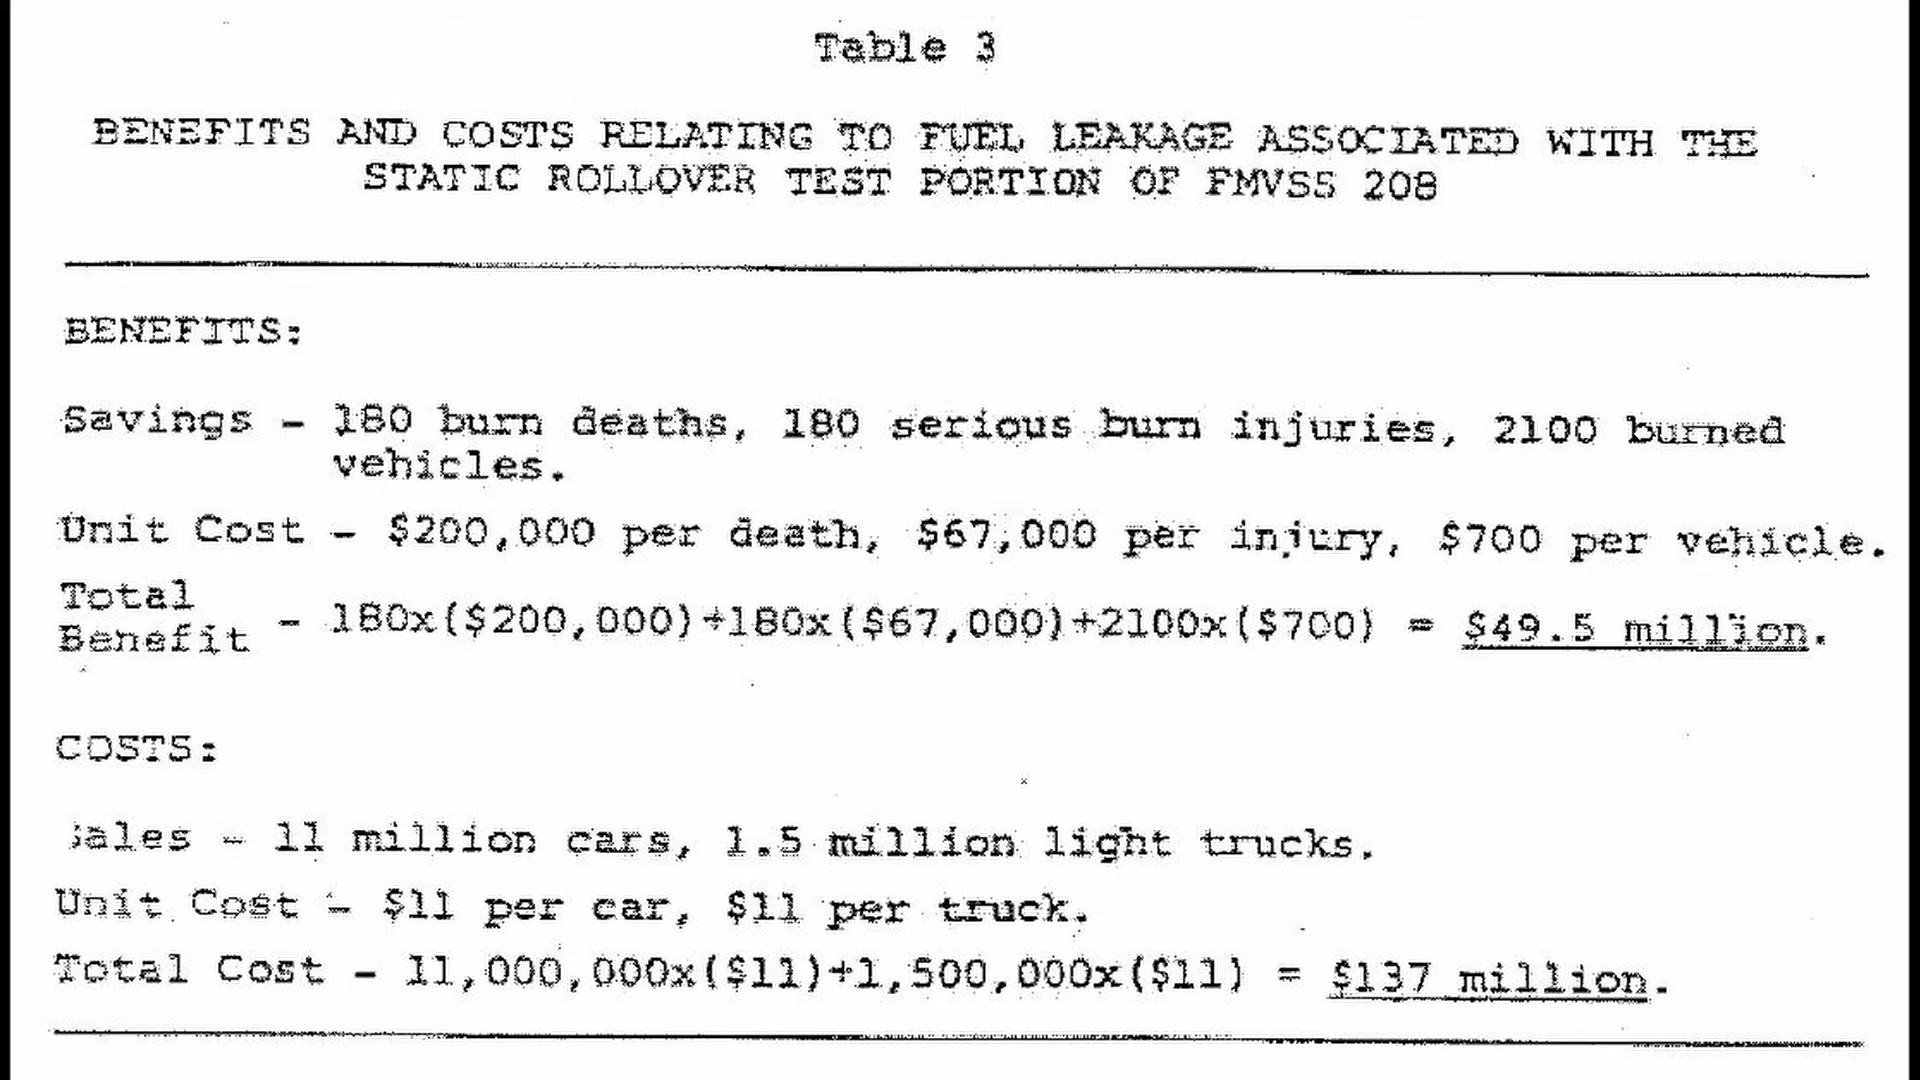 Table 3
BENEFITS AND COSTS RELATING TO FUEL LEAKAGE ASSOCIATED WITH THE
STATIC ROLLOVER TEST PORTION OF FMVSS 208
BENEFITS:
Savings - 180 burn deaths, 180 serious burn injuries, 2100 burned
vehicles.
Unit Cost - $200,000 per death, $67,000 per injury, $700 per vehicle.
Total
Benefit - 180x($200,000)+180x($67,000)+2100x($700) = $49.5 million.
COSTS:
Sales - 11 million cars, 1.5 million light trucks.
Unit Cost - $11 per car, $11 per truck.
Total Cost - 11,000,000x($11)+1,500,000x($11) = $137 million.